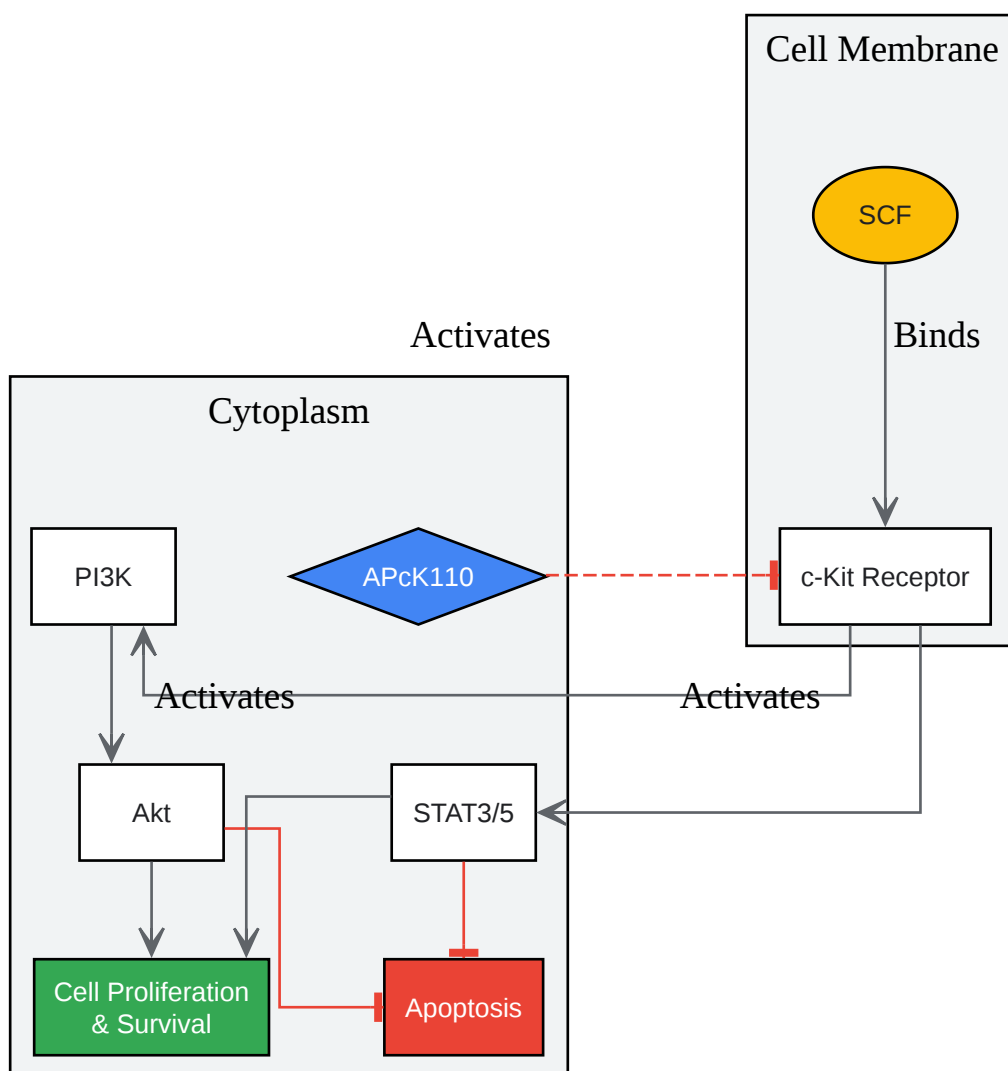 Cell Membrane
SCF
Activates
Binds
Cytoplasm
PI3K
APcK110
c-Kit Receptor
Activates
Activates
Akt
STAT3/5
Cell Proliferation
& Survival
Apoptosis